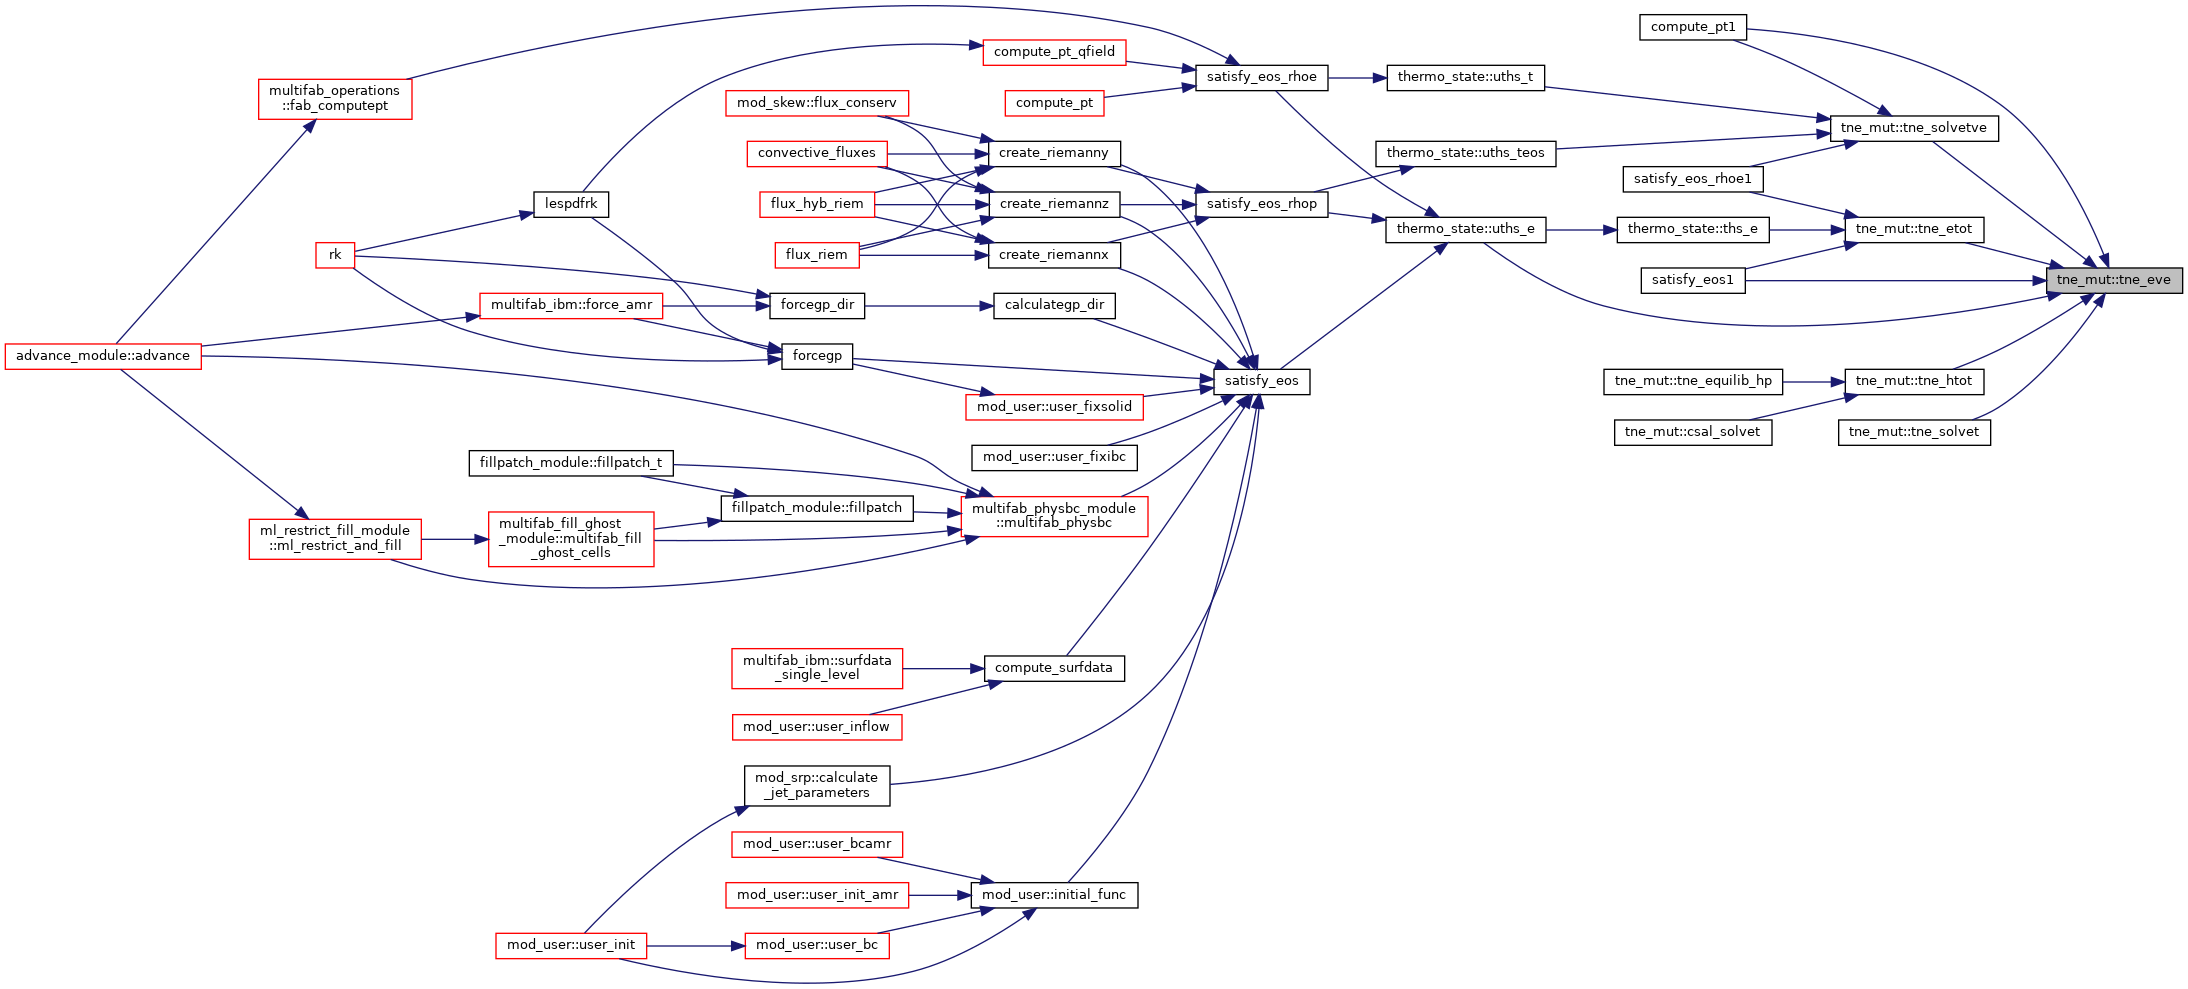 compute_pt1
compute_pt_qfield
satisfy_eos_rhoe
thermo_state::uths_t
multifab_operations
::fab_computept
mod_skew::flux_conserv
compute_pt
tne_mut::tne_solvetve
convective_fluxes
create_riemanny
thermo_state::uths_teos
satisfy_eos_rhoe1
lespdfrk
flux_hyb_riem
create_riemannz
satisfy_eos_rhop
thermo_state::uths_e
thermo_state::ths_e
tne_mut::tne_etot
rk
flux_riem
create_riemannx
satisfy_eos1
tne_mut::tne_eve
multifab_ibm::force_amr
forcegp_dir
calculategp_dir
advance_module::advance
forcegp
satisfy_eos
tne_mut::tne_equilib_hp
tne_mut::tne_htot
mod_user::user_fixsolid
tne_mut::csal_solvet
tne_mut::tne_solvet
mod_user::user_fixibc
fillpatch_module::fillpatch_t
fillpatch_module::fillpatch
multifab_physbc_module
::multifab_physbc
ml_restrict_fill_module
::ml_restrict_and_fill
multifab_fill_ghost
_module::multifab_fill
_ghost_cells
multifab_ibm::surfdata
_single_level
compute_surfdata
mod_user::user_inflow
mod_srp::calculate
_jet_parameters
mod_user::user_bcamr
mod_user::user_init_amr
mod_user::initial_func
mod_user::user_init
mod_user::user_bc